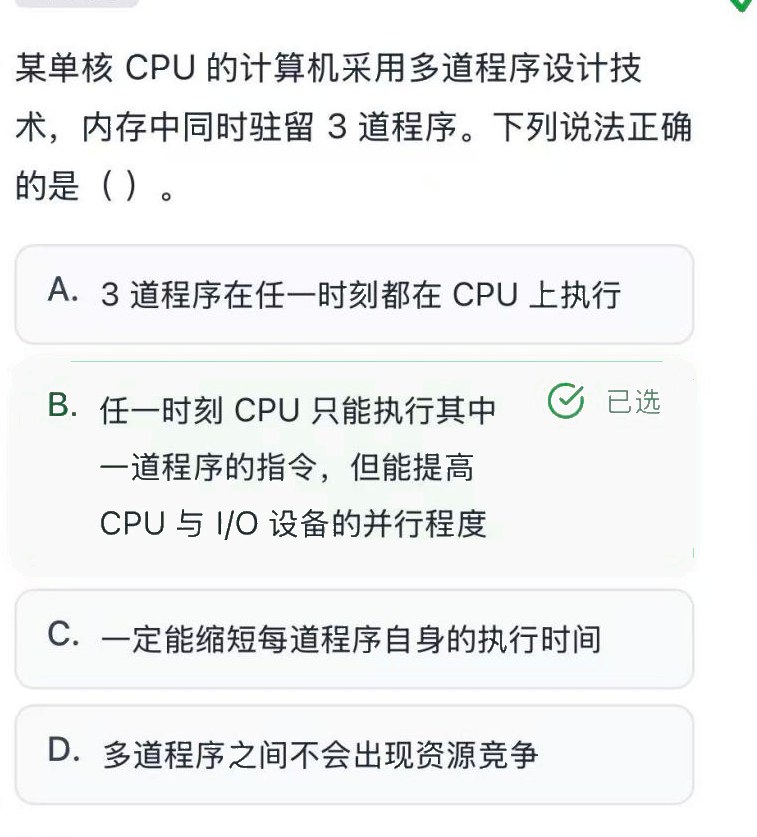 某单核 CPU 的计算机采用多道程序设计技
术，内存中同时驻留 3 道程序。下列说法正确
的是（ ）。
A. 3 道程序在任一时刻都在 CPU 上执行
B. 任一时刻 CPU 只能执行其中 已选
一道程序的指令，但能提高
CPU 与 I/O 设备的并行程度
C. 一定能缩短每道程序自身的执行时间
D. 多道程序之间不会出现资源竞争